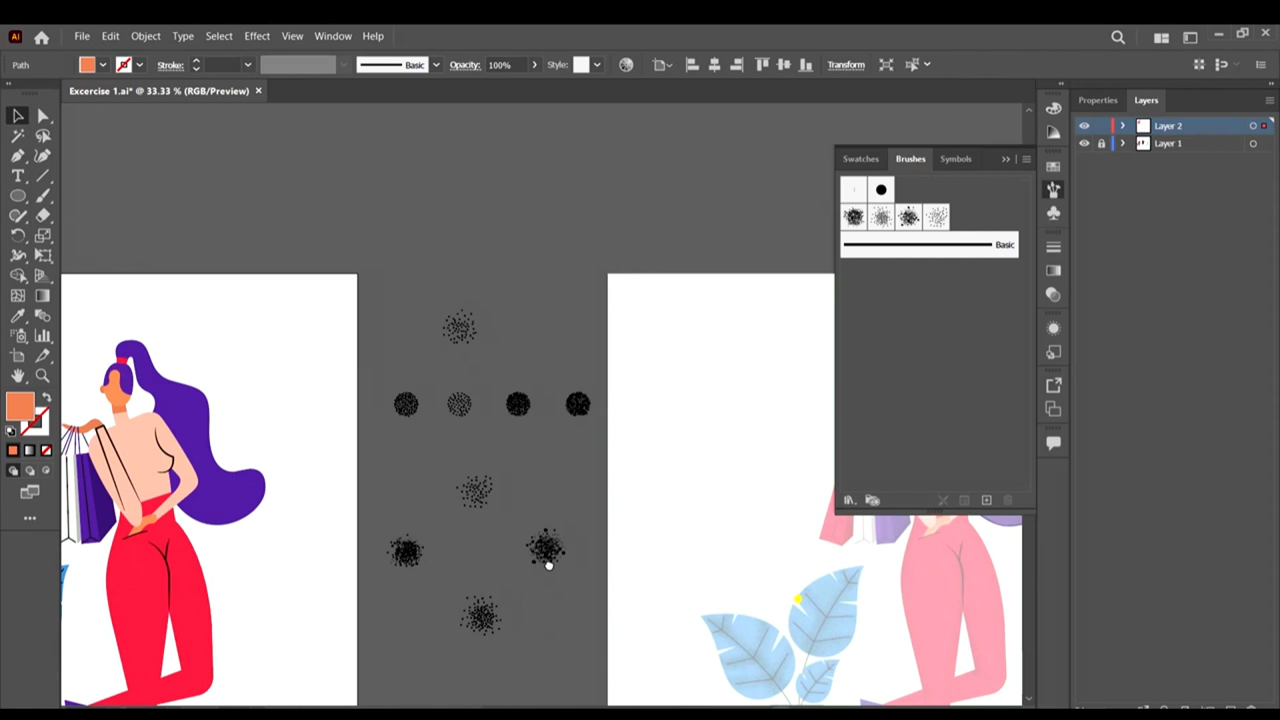 Ai File Edit Object Type Select Effect View Window Help
Path Stroke: Basic Opacity: 100% Style: Transform
Excercise 1.ai* @ 33.33 % (RGB/Preview)
Properties Layers
Layer 2
Layer 1
Swatches Brushes Symbols
Basic